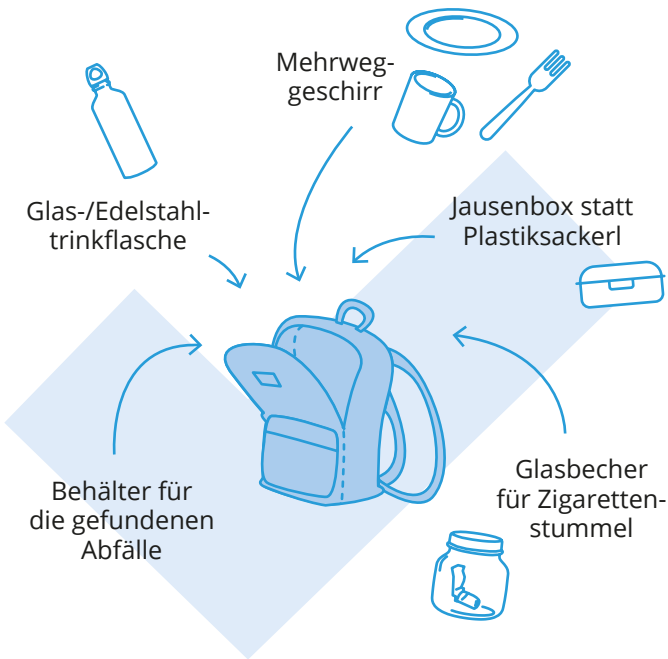 Mehrweg-
geschirr
Glas-/Edelstahl-
trinkflasche
Jausenbox statt
Plastiksackerl
Behälter für
die gefundenen
Abfälle
Glasbecher
für Zigaretten-
stummel